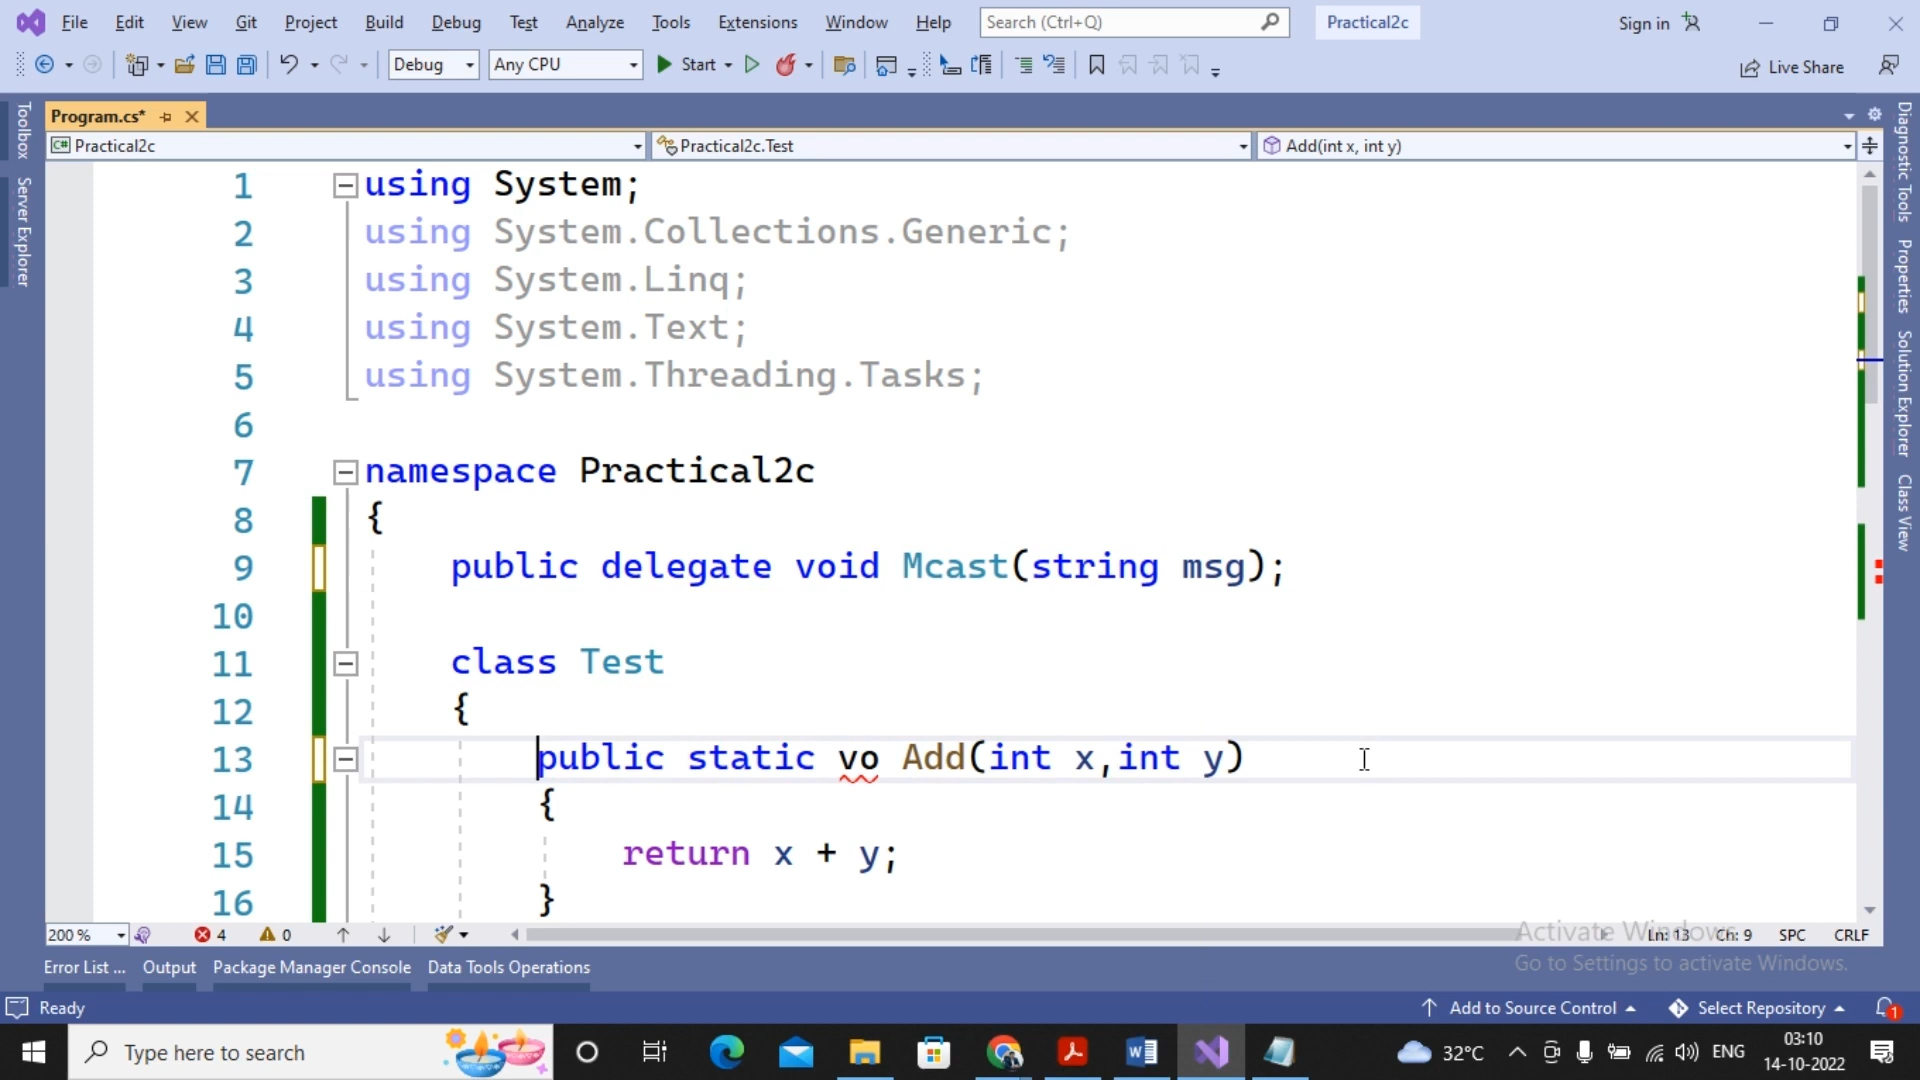 File Edit View Git Project Build Debug Test Analyze Tools Extensions Window Help Search (Ctrl+Q) Practical2c Sign in
Debug Any CPU Start Live Share
Program.cs*
C# Practical2c Practical2c.Test Add(int x, int y)
Toolbox
Server Explorer
Diagnostic Tools
Properties
Solution Explorer
Class View
1 using System;
2 using System.Collections.Generic;
3 using System.Linq;
4 using System.Text;
5 using System.Threading.Tasks;
6
7 namespace Practical2c
8 {
9 public delegate void Mcast(string msg);
10
11 class Test
12 {
13 public static vo Add(int x,int y)
14 {
15 return x + y;
16 }
200 % 4 0 Ln: 13 Ch: 9 SPC CRLF
Activate Windows
Go to Settings to activate Windows.
Error List ... Output Package Manager Console Data Tools Operations
Ready Add to Source Control Select Repository 1
Type here to search 32°C ENG 03:10
14-10-2022